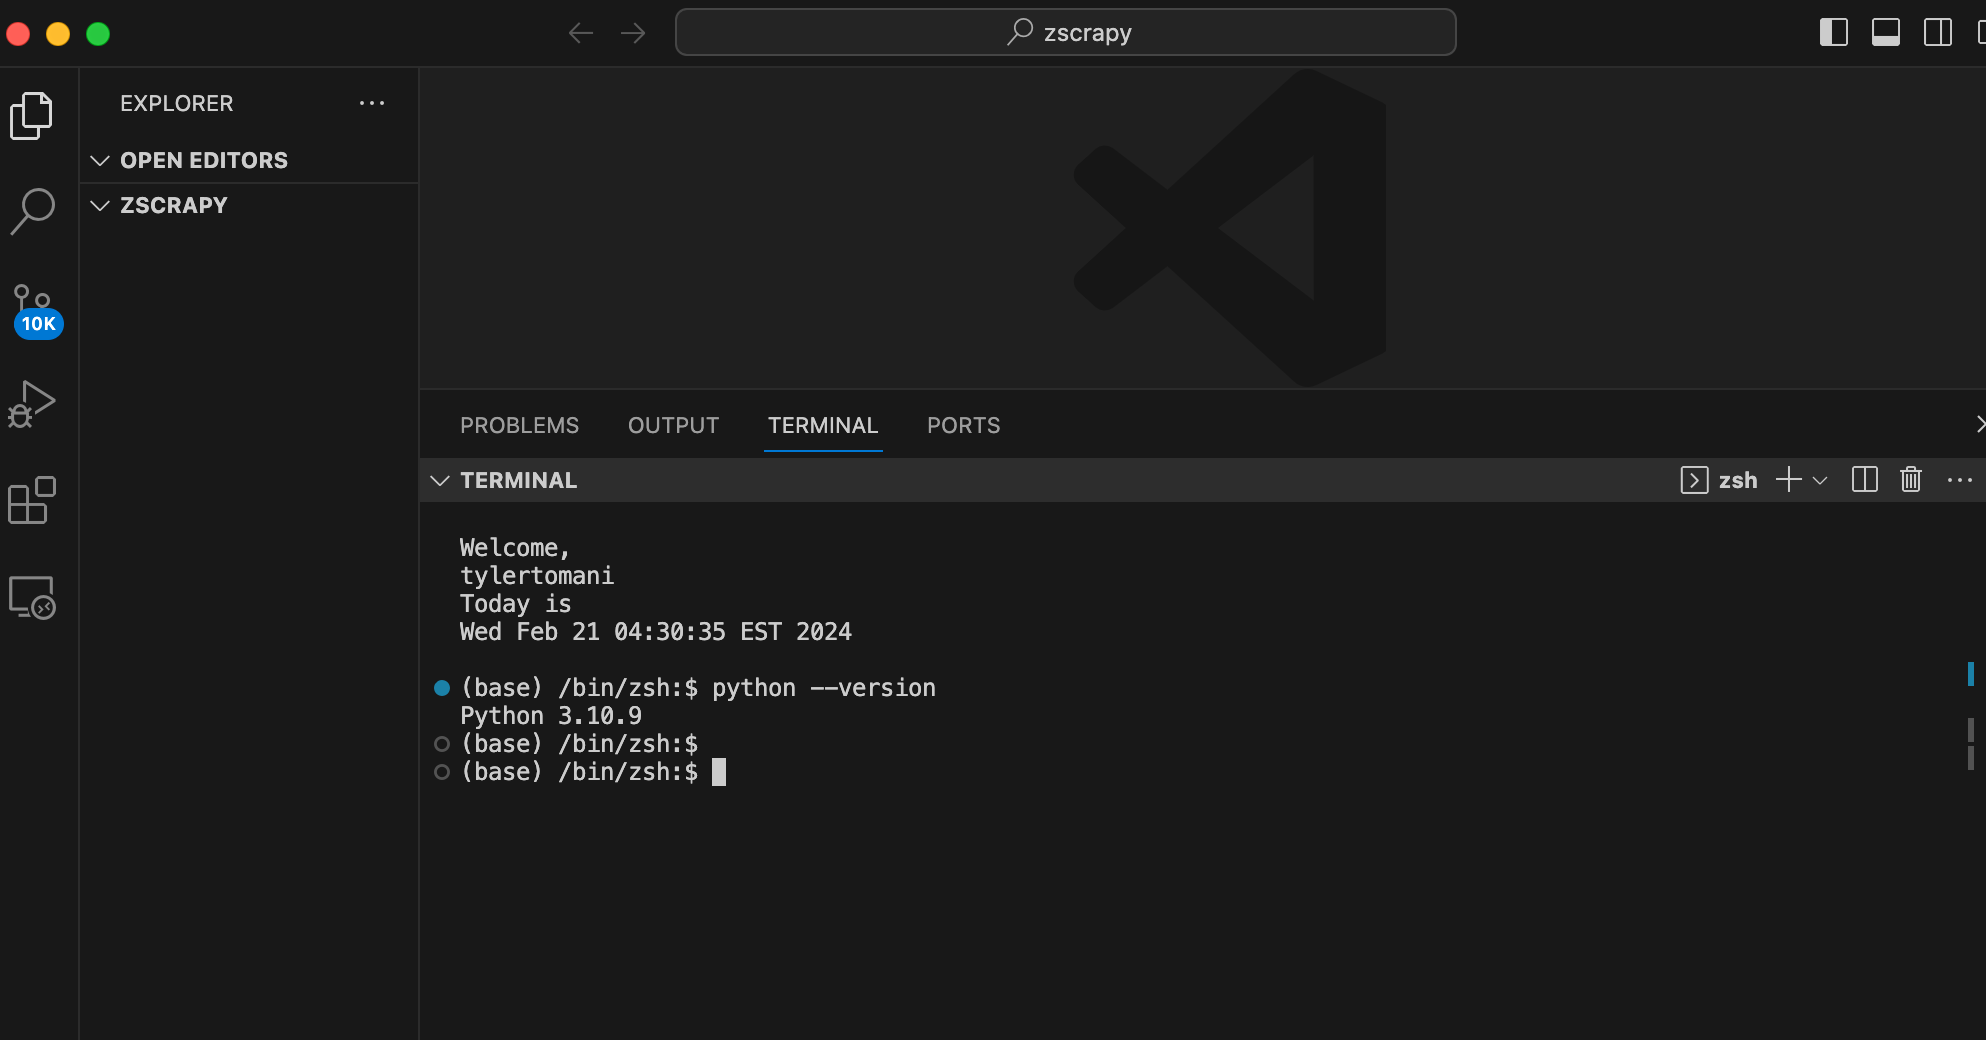 zscrapy
EXPLORER
OPEN EDITORS
ZSCRAPY
10K
PROBLEMS OUTPUT TERMINAL PORTS
TERMINAL
zsh
Welcome,
tylertomani
Today is
Wed Feb 21 04:30:35 EST 2024
(base) /bin/zsh:$ python --version
Python 3.10.9
(base) /bin/zsh:$
(base) /bin/zsh:$